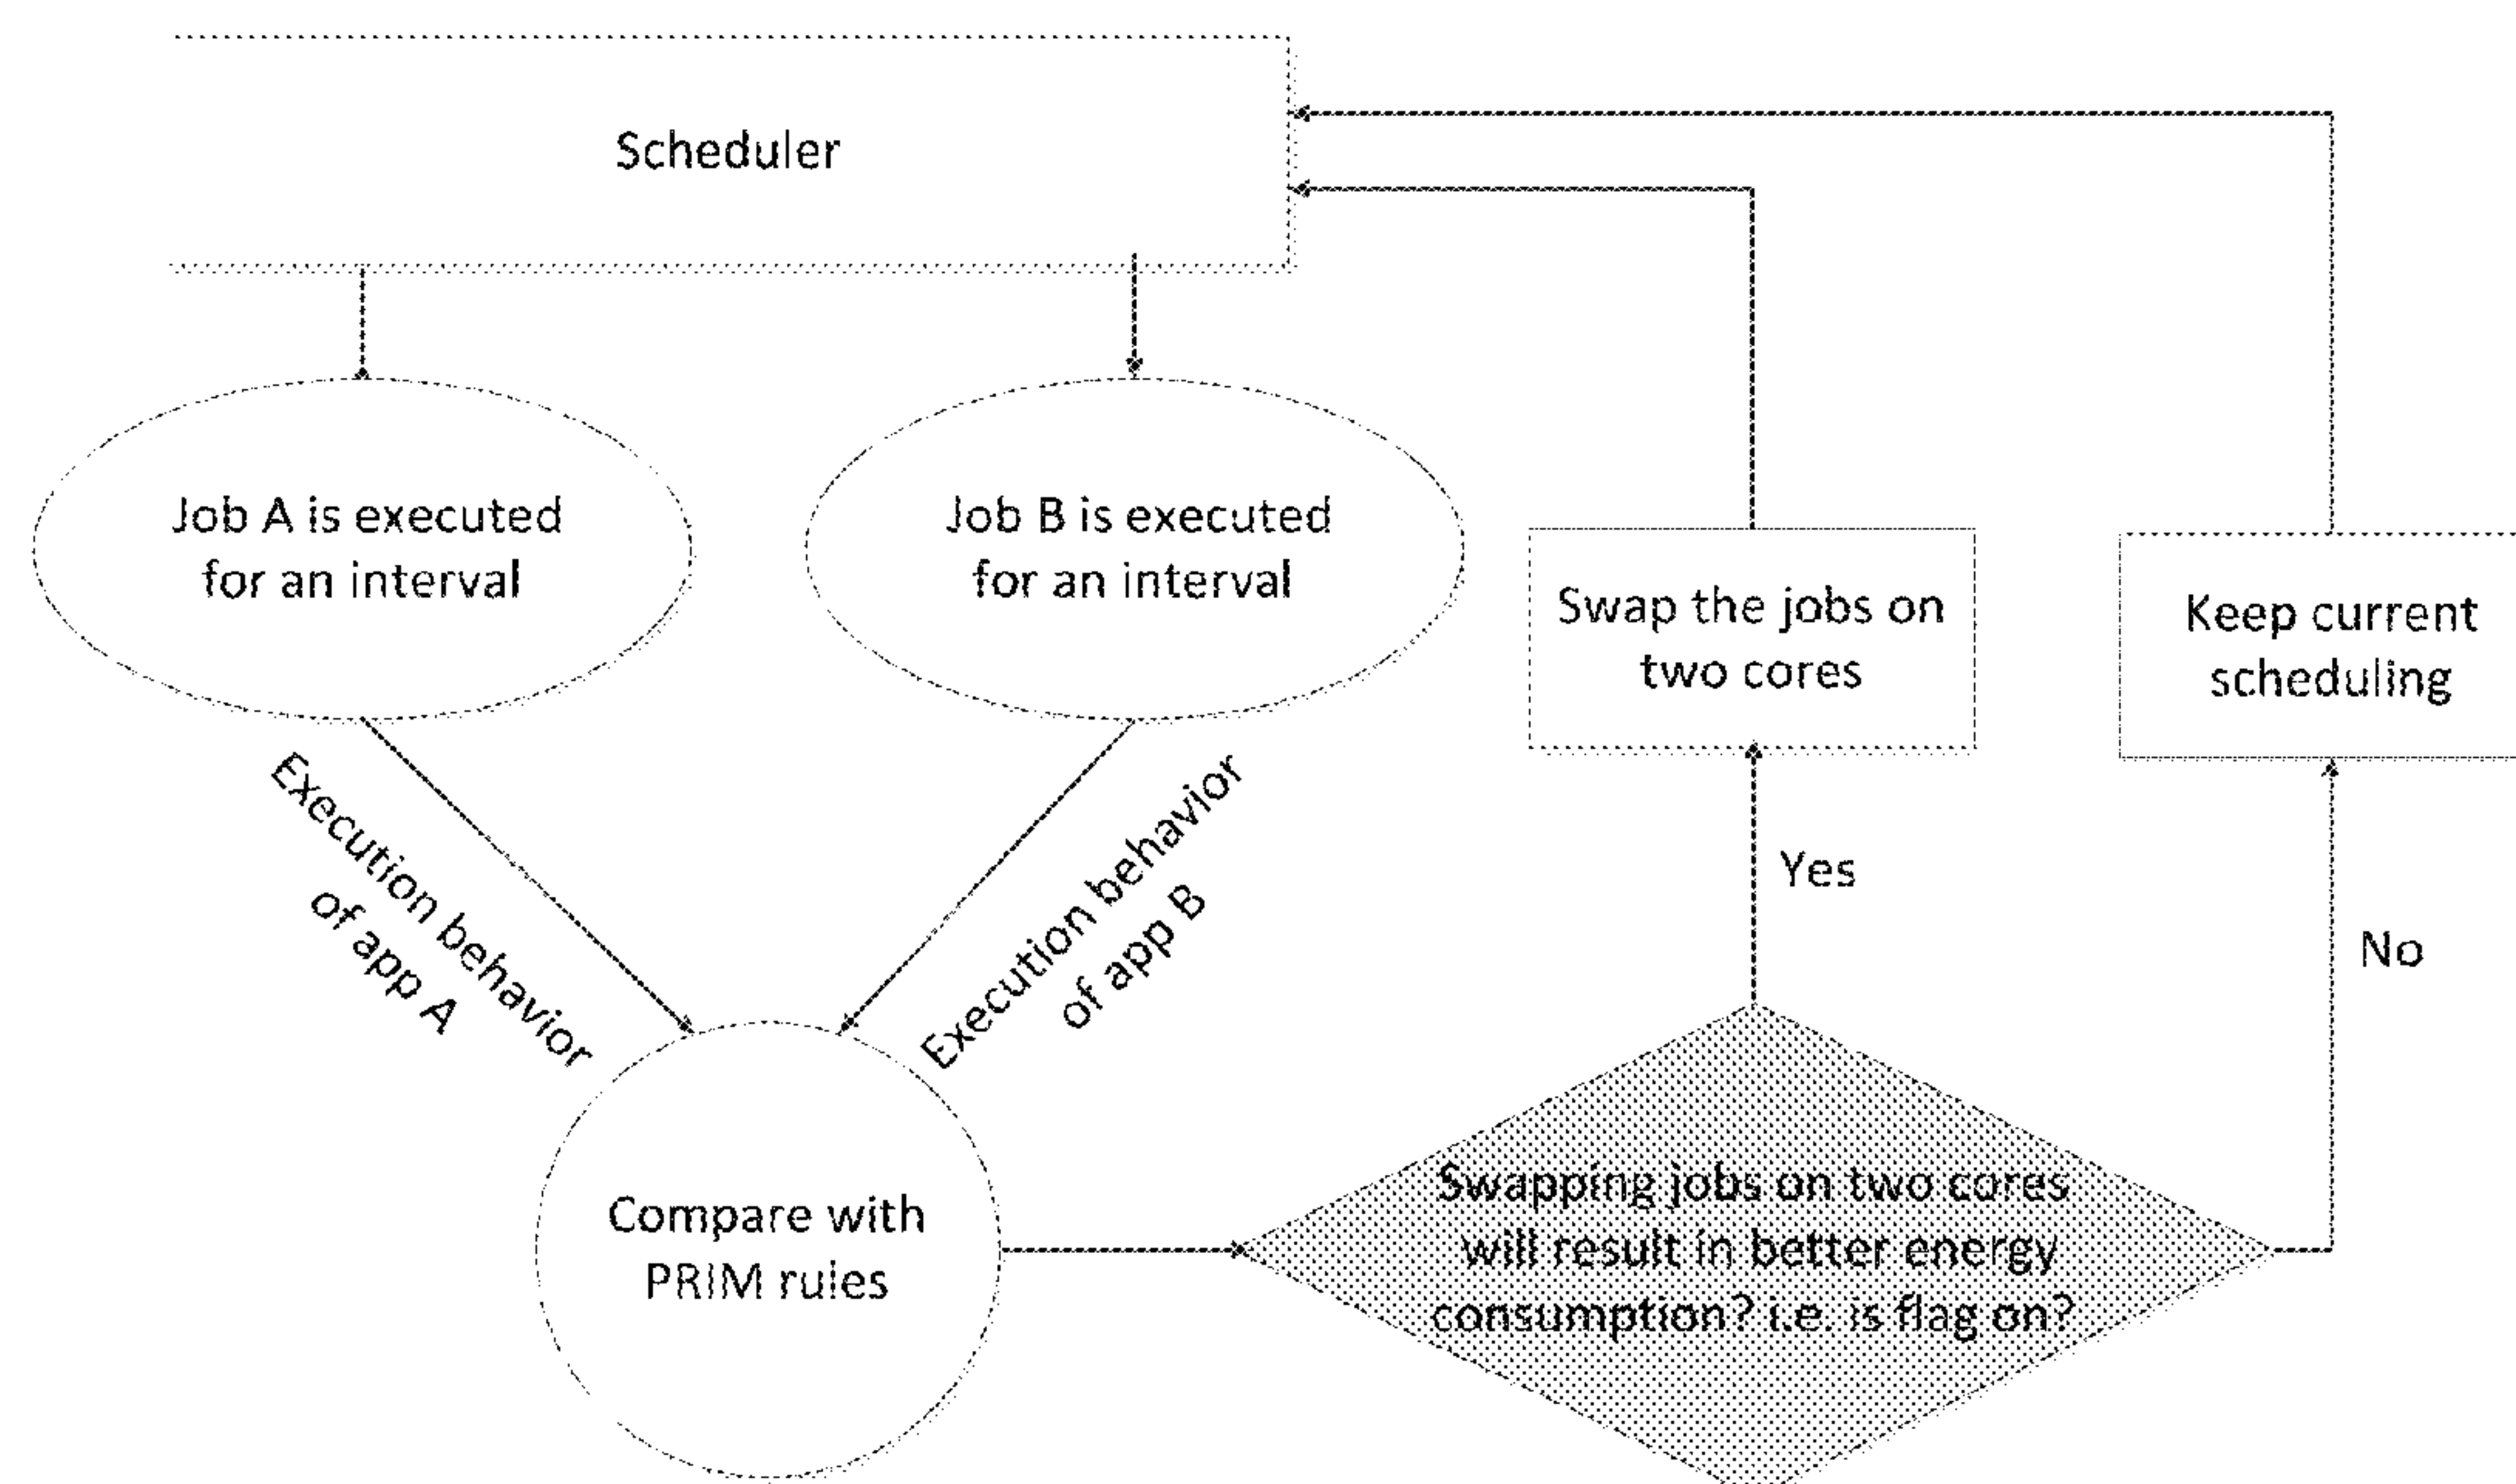 Scheduler
Job A is executed
for an interval
Job B is executed
for an interval
Swap the jobs on
two cores
Keep current
scheduling
Execution behavior
of app A
Execution behavior
of app B
Yes
No
Compare with
PRIM rules
Swapping jobs on two cores
will result in better energy
consumption? i.e. is flag on?